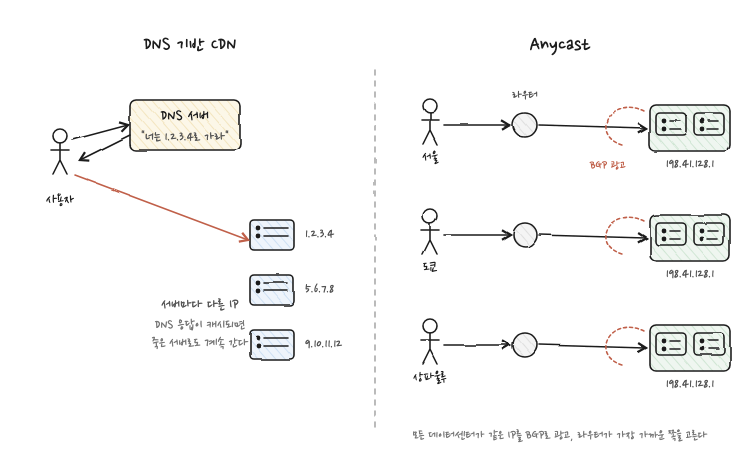 DNS 기반 CDN
DNS 서버
"너는 1.2.3.4로 가라"
사용자
1.2.3.4
5.6.7.8
9.10.11.12
서버마다 다른 IP
DNS 응답이 캐시되면
죽은 서버로도 계속 간다
Anycast
라우터
서울
BGP 광고
198.41.128.1
도쿄
198.41.128.1
상파울루
198.41.128.1
모든 데이터센터가 같은 IP를 BGP로 광고, 라우터가 가장 가까운 쪽을 고른다